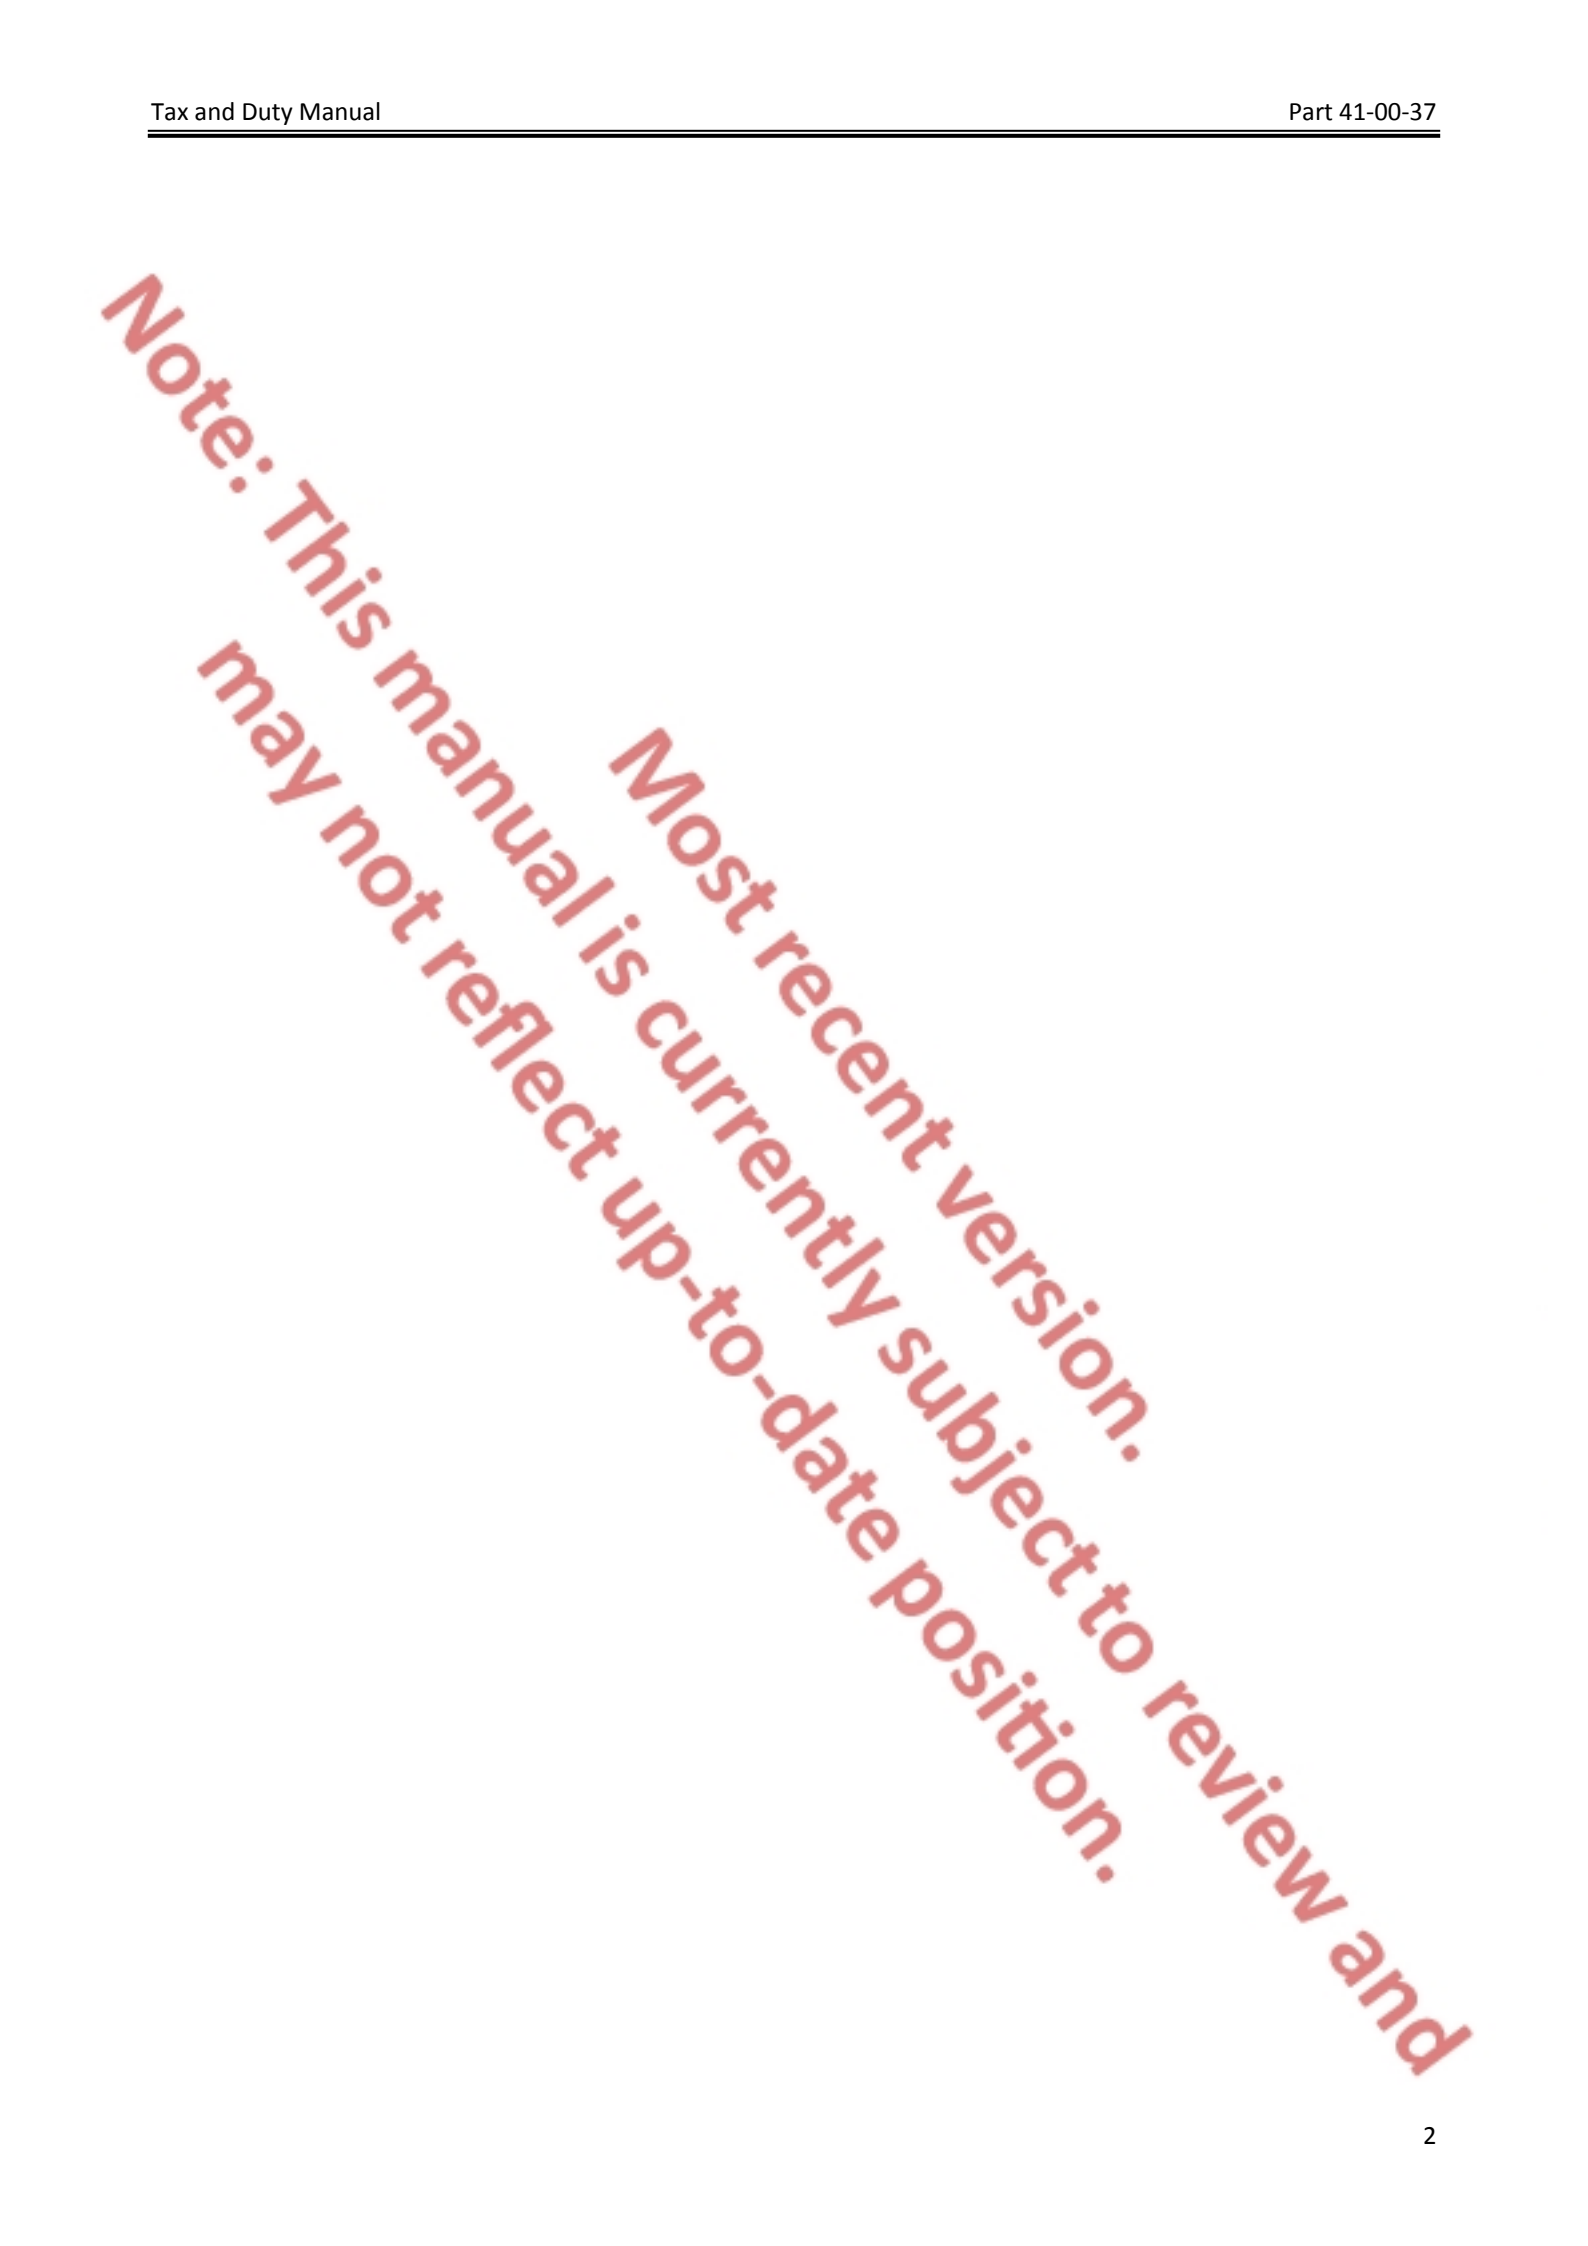 Tax and Duty Manual Part 41-00-37
Most recent version.
Note: This manual is currently subject to review and
may not reflect up-to-date position.
2